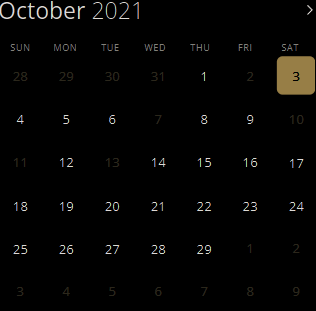 October 2021
SUN MON TUE WED THU FRI SAT
28 29 30 31 1 2 3
4 5 6 7 8 9 10
11 12 13 14 15 16 17
18 19 20 21 22 23 24
25 26 27 28 29 1 2
3 4 5 6 7 8 9